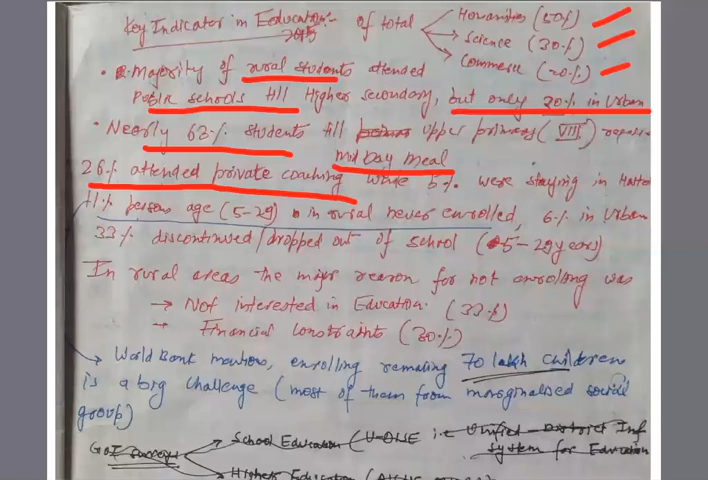 Key Indicator in Education:- of total Humanities (50%)
2015 Science (30%)
Commerce (20%)
• Majority of rural students attended
Public schools till Higher secondary, but only 30% in Urban
• Nearly 63% students till upper primary (VIII)
Mid Day Meal
26% attended private coaching while 5% were staying in
11% persons age (5-29) in rural never enrolled, 6% in Urban
33% discontinued/dropped out of school (5-29 years)
In rural areas the major reason for not enrolling was
→ Not interested in Education. (33%)
→ Financial constraints (30%)
→ World Bank mentions, enrolling remaining 70 lakh children
is a big challenge (most of them from marginalised social
group)
GoI surveys School Education (U-DISE i.e Unified District Inf
system for Education
Higher Education